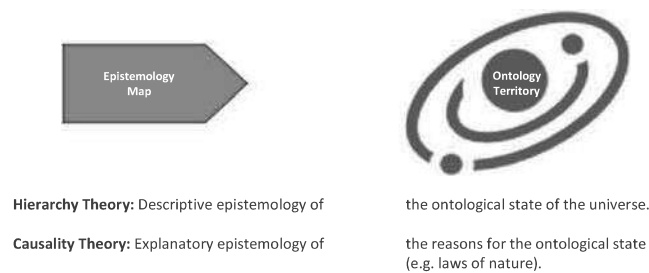 Epistemology
Map
Ontology
Territory
Hierarchy Theory: Descriptive epistemology of the ontological state of the universe.
Causality Theory: Explanatory epistemology of the reasons for the ontological state
(e.g. laws of nature).